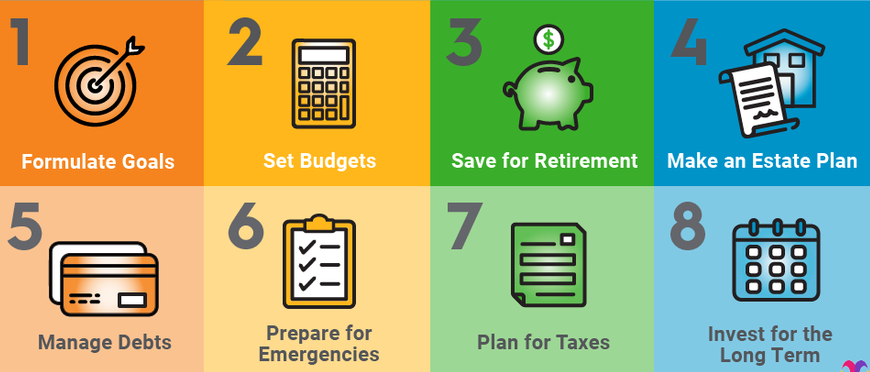 1
Formulate Goals
2
Set Budgets
3
$
Save for Retirement
4
Make an Estate Plan
5
Manage Debts
6
Prepare for
Emergencies
7
Plan for Taxes
8
Invest for the
Long Term